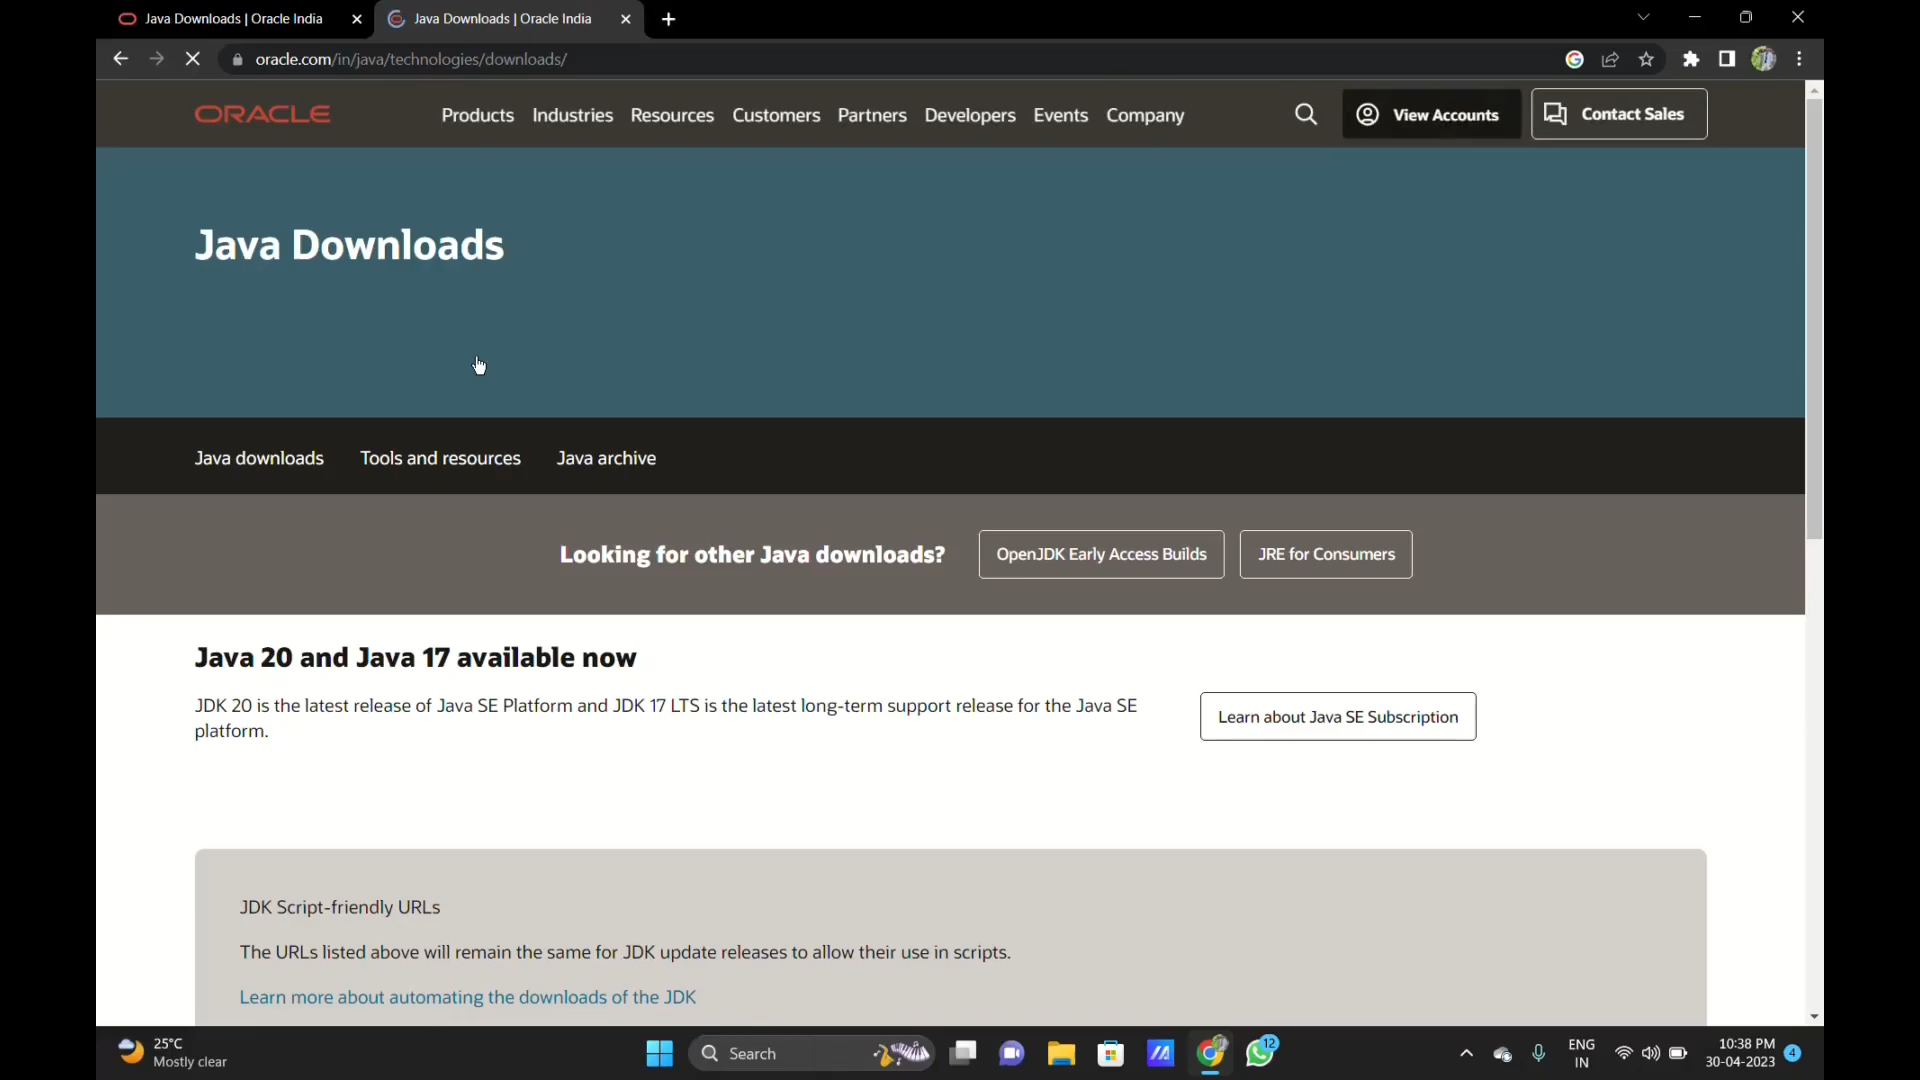 Java Downloads | Oracle India
Java Downloads | Oracle India
oracle.com/in/java/technologies/downloads/
ORACLE
Products Industries Resources Customers Partners Developers Events Company
View Accounts
Contact Sales
Java Downloads
Java downloads Tools and resources Java archive
Looking for other Java downloads? OpenJDK Early Access Builds JRE for Consumers
Java 20 and Java 17 available now
JDK 20 is the latest release of Java SE Platform and JDK 17 LTS is the latest long-term support release for the Java SE
platform.
Learn about Java SE Subscription
JDK Script-friendly URLs
The URLs listed above will remain the same for JDK update releases to allow their use in scripts.
Learn more about automating the downloads of the JDK
25°C
Mostly clear
Search
12
ENG
IN
10:38 PM
30-04-2023
4